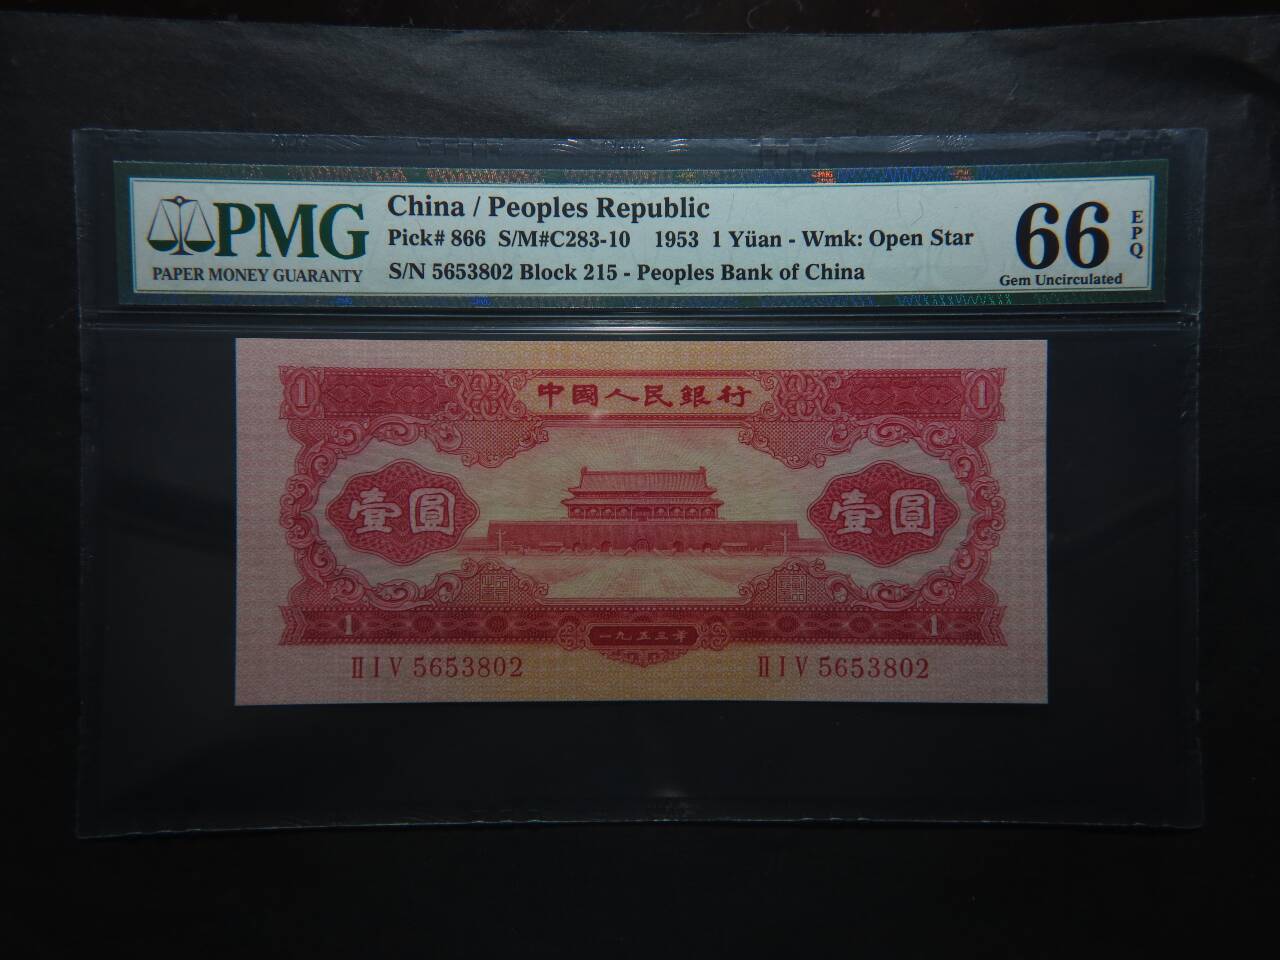 PMG
PAPER MONEY GUARANTY
China / Peoples Republic
Pick# 866 S/M#C283-10 1953 1 Yüan - Wmk: Open Star
S/N 5653802 Block 215 - Peoples Bank of China
66
EPQ
Gem Uncirculated
1
中國人民銀行
1
壹圓
壹圓
1
一九五三年
1
II I V 5653802
II I V 5653802